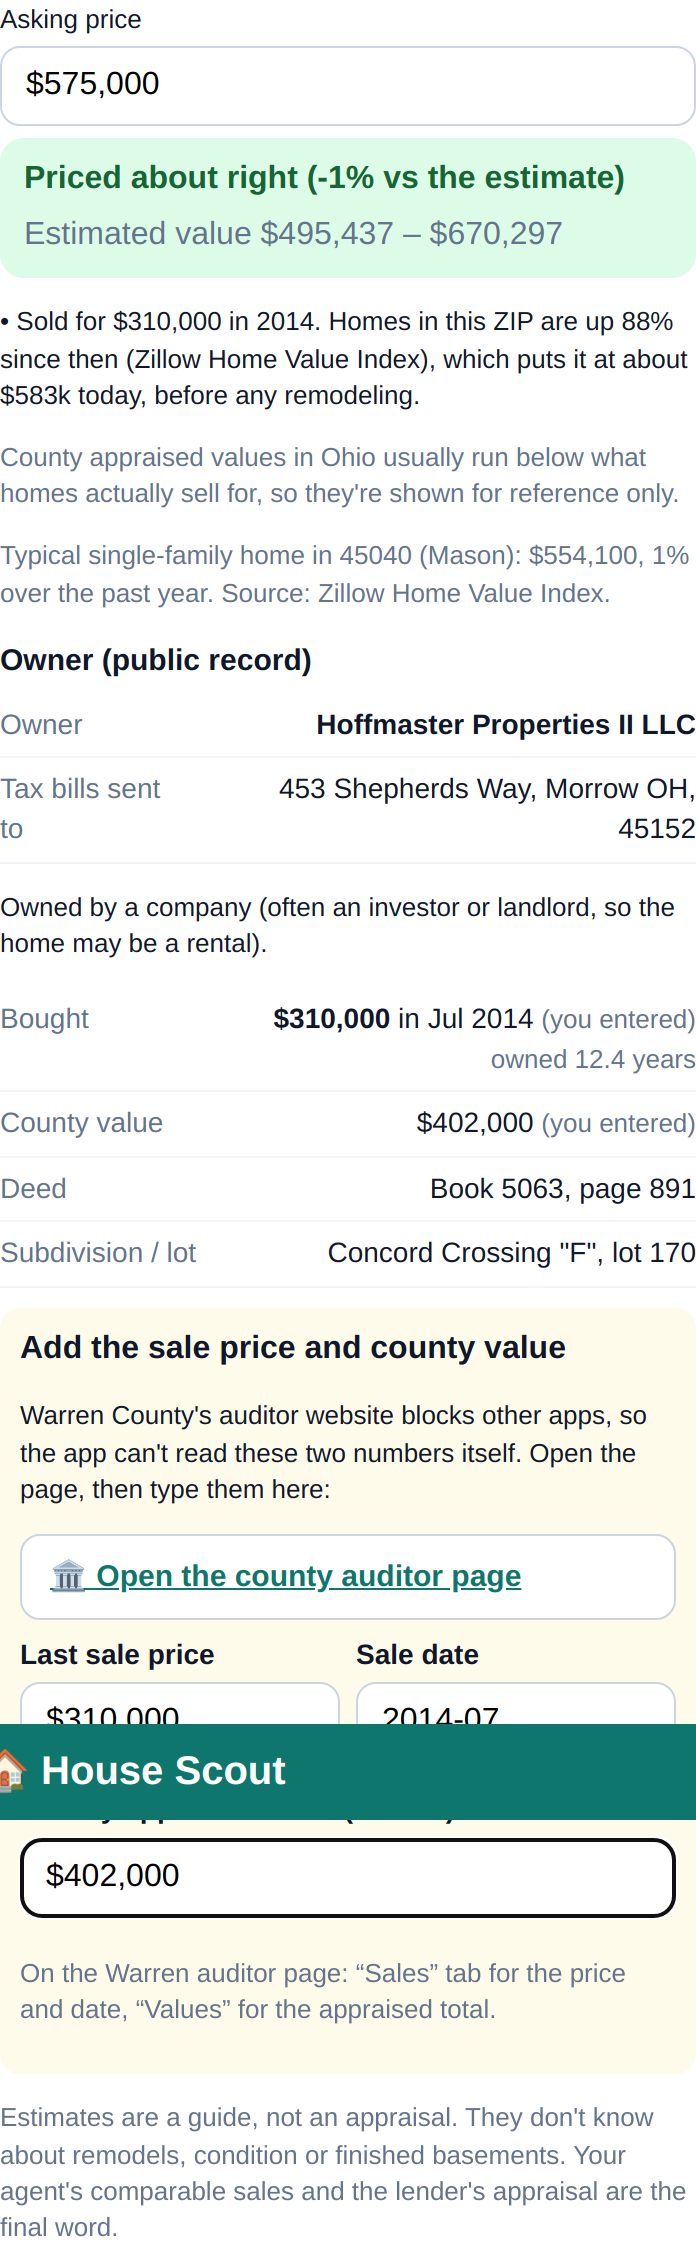 Asking price
$575,000
Priced about right (-1% vs the estimate)
Estimated value $495,437 – $670,297
• Sold for $310,000 in 2014. Homes in this ZIP are up 88%
since then (Zillow Home Value Index), which puts it at about
$583k today, before any remodeling.
County appraised values in Ohio usually run below what
homes actually sell for, so they're shown for reference only.
Typical single-family home in 45040 (Mason): $554,100, 1%
over the past year. Source: Zillow Home Value Index.
Owner (public record)
Owner Hoffmaster Properties II LLC
Tax bills sent to 453 Shepherds Way, Morrow OH,
45152
Owned by a company (often an investor or landlord, so the
home may be a rental).
Bought $310,000 in Jul 2014 (you entered)
owned 12.4 years
County value $402,000 (you entered)
Deed Book 5063, page 891
Subdivision / lot Concord Crossing "F", lot 170
Add the sale price and county value
Warren County's auditor website blocks other apps, so
the app can't read these two numbers itself. Open the
page, then type them here:
🏛️ Open the county auditor page
Last sale price Sale date
$310,000 2014-07
🏠 House Scout
$402,000
On the Warren auditor page: “Sales” tab for the price
and date, “Values” for the appraised total.
Estimates are a guide, not an appraisal. They don't know
about remodels, condition or finished basements. Your
agent's comparable sales and the lender's appraisal are the
final word.